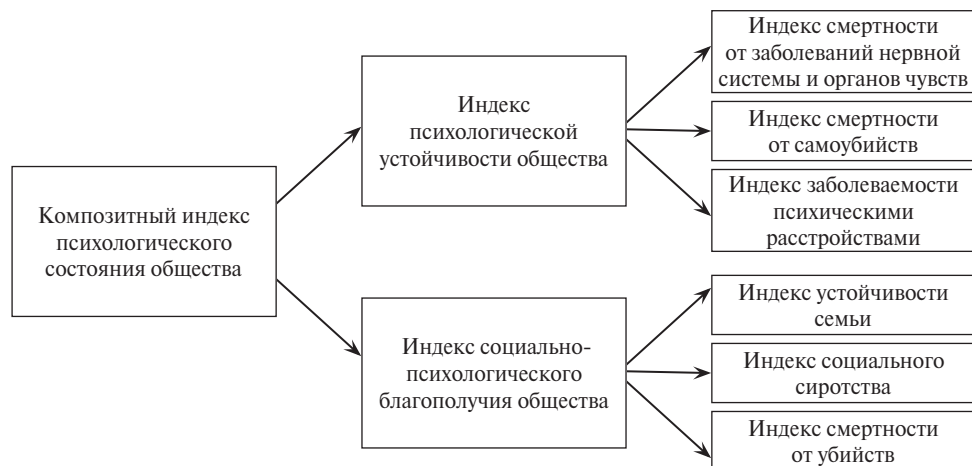 Композитный индекс
психологического
состояния общества
Индекс
психологической
устойчивости общества
Индекс смертности
от заболеваний нервной
системы и органов чувств
Индекс смертности
от самоубийств
Индекс заболеваемости
психическими
расстройствами
Индекс социально-
психологического
благополучия общества
Индекс устойчивости
семьи
Индекс социального
сиротства
Индекс смертности
от убийств